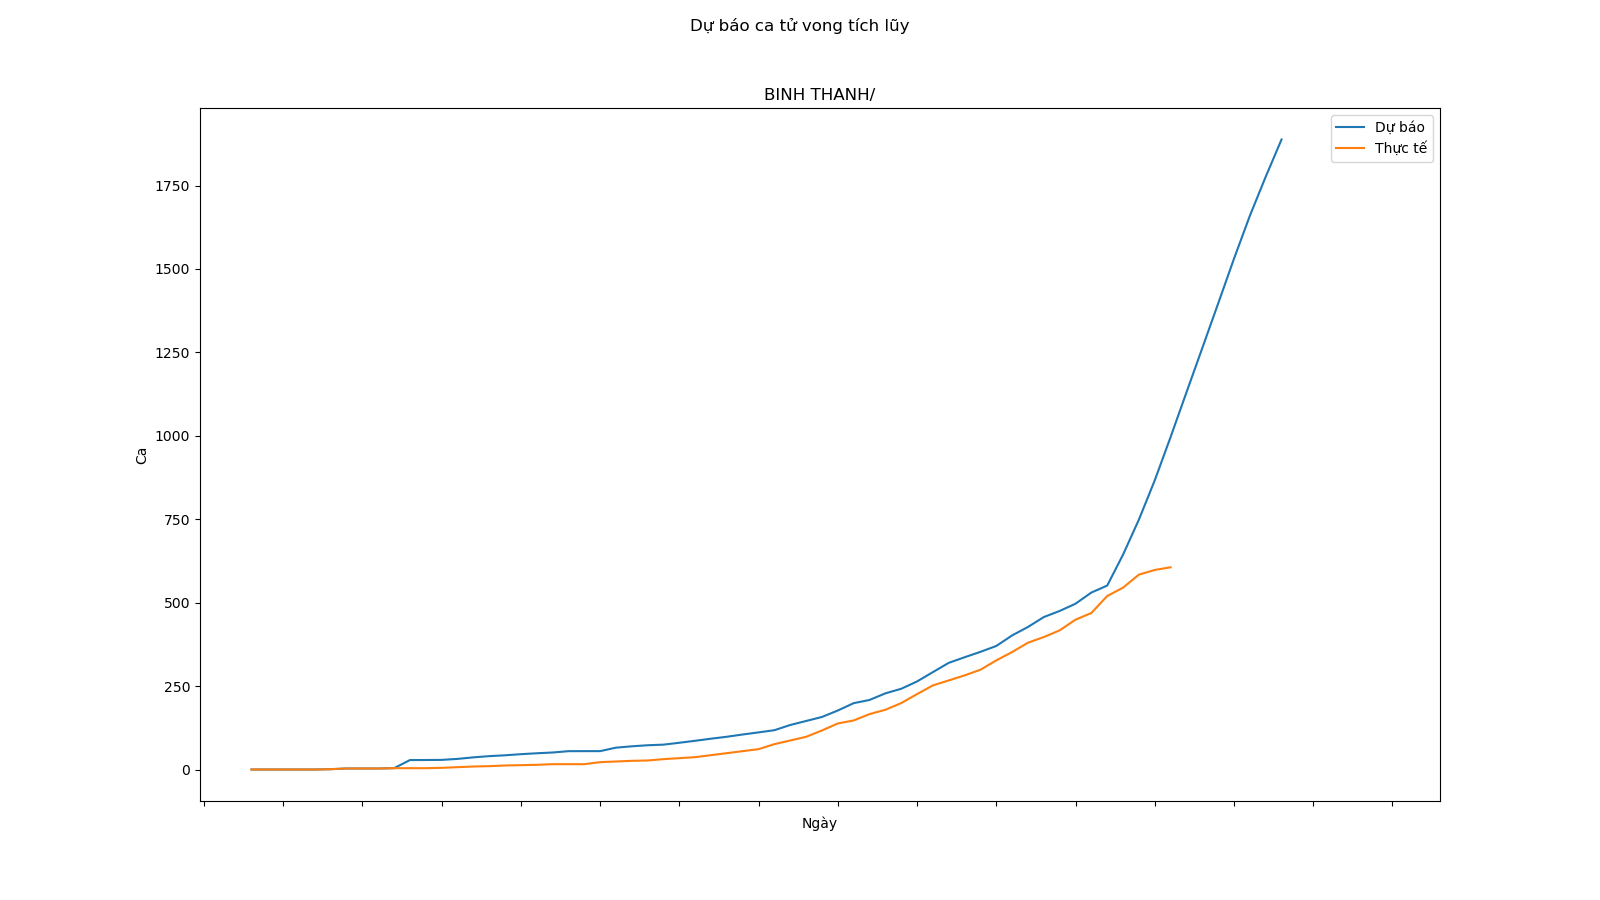 Dự báo ca tử vong tích lũy
BINH THANH/
Dự báo
Thực tế
1750
1500
1250
1000
750
500
250
0
Ca
Ngày